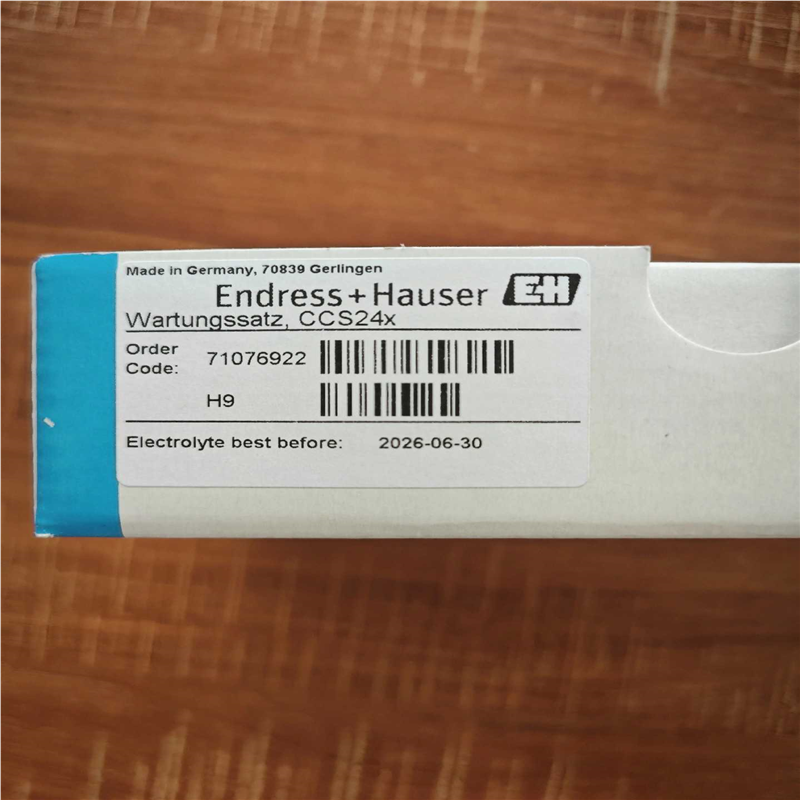 Made in Germany, 70839 Gerlingen
Endress+Hauser EH
Wartungssatz, CCS24x
Order Code: 71076922
H9
Electrolyte best before: 2026-06-30